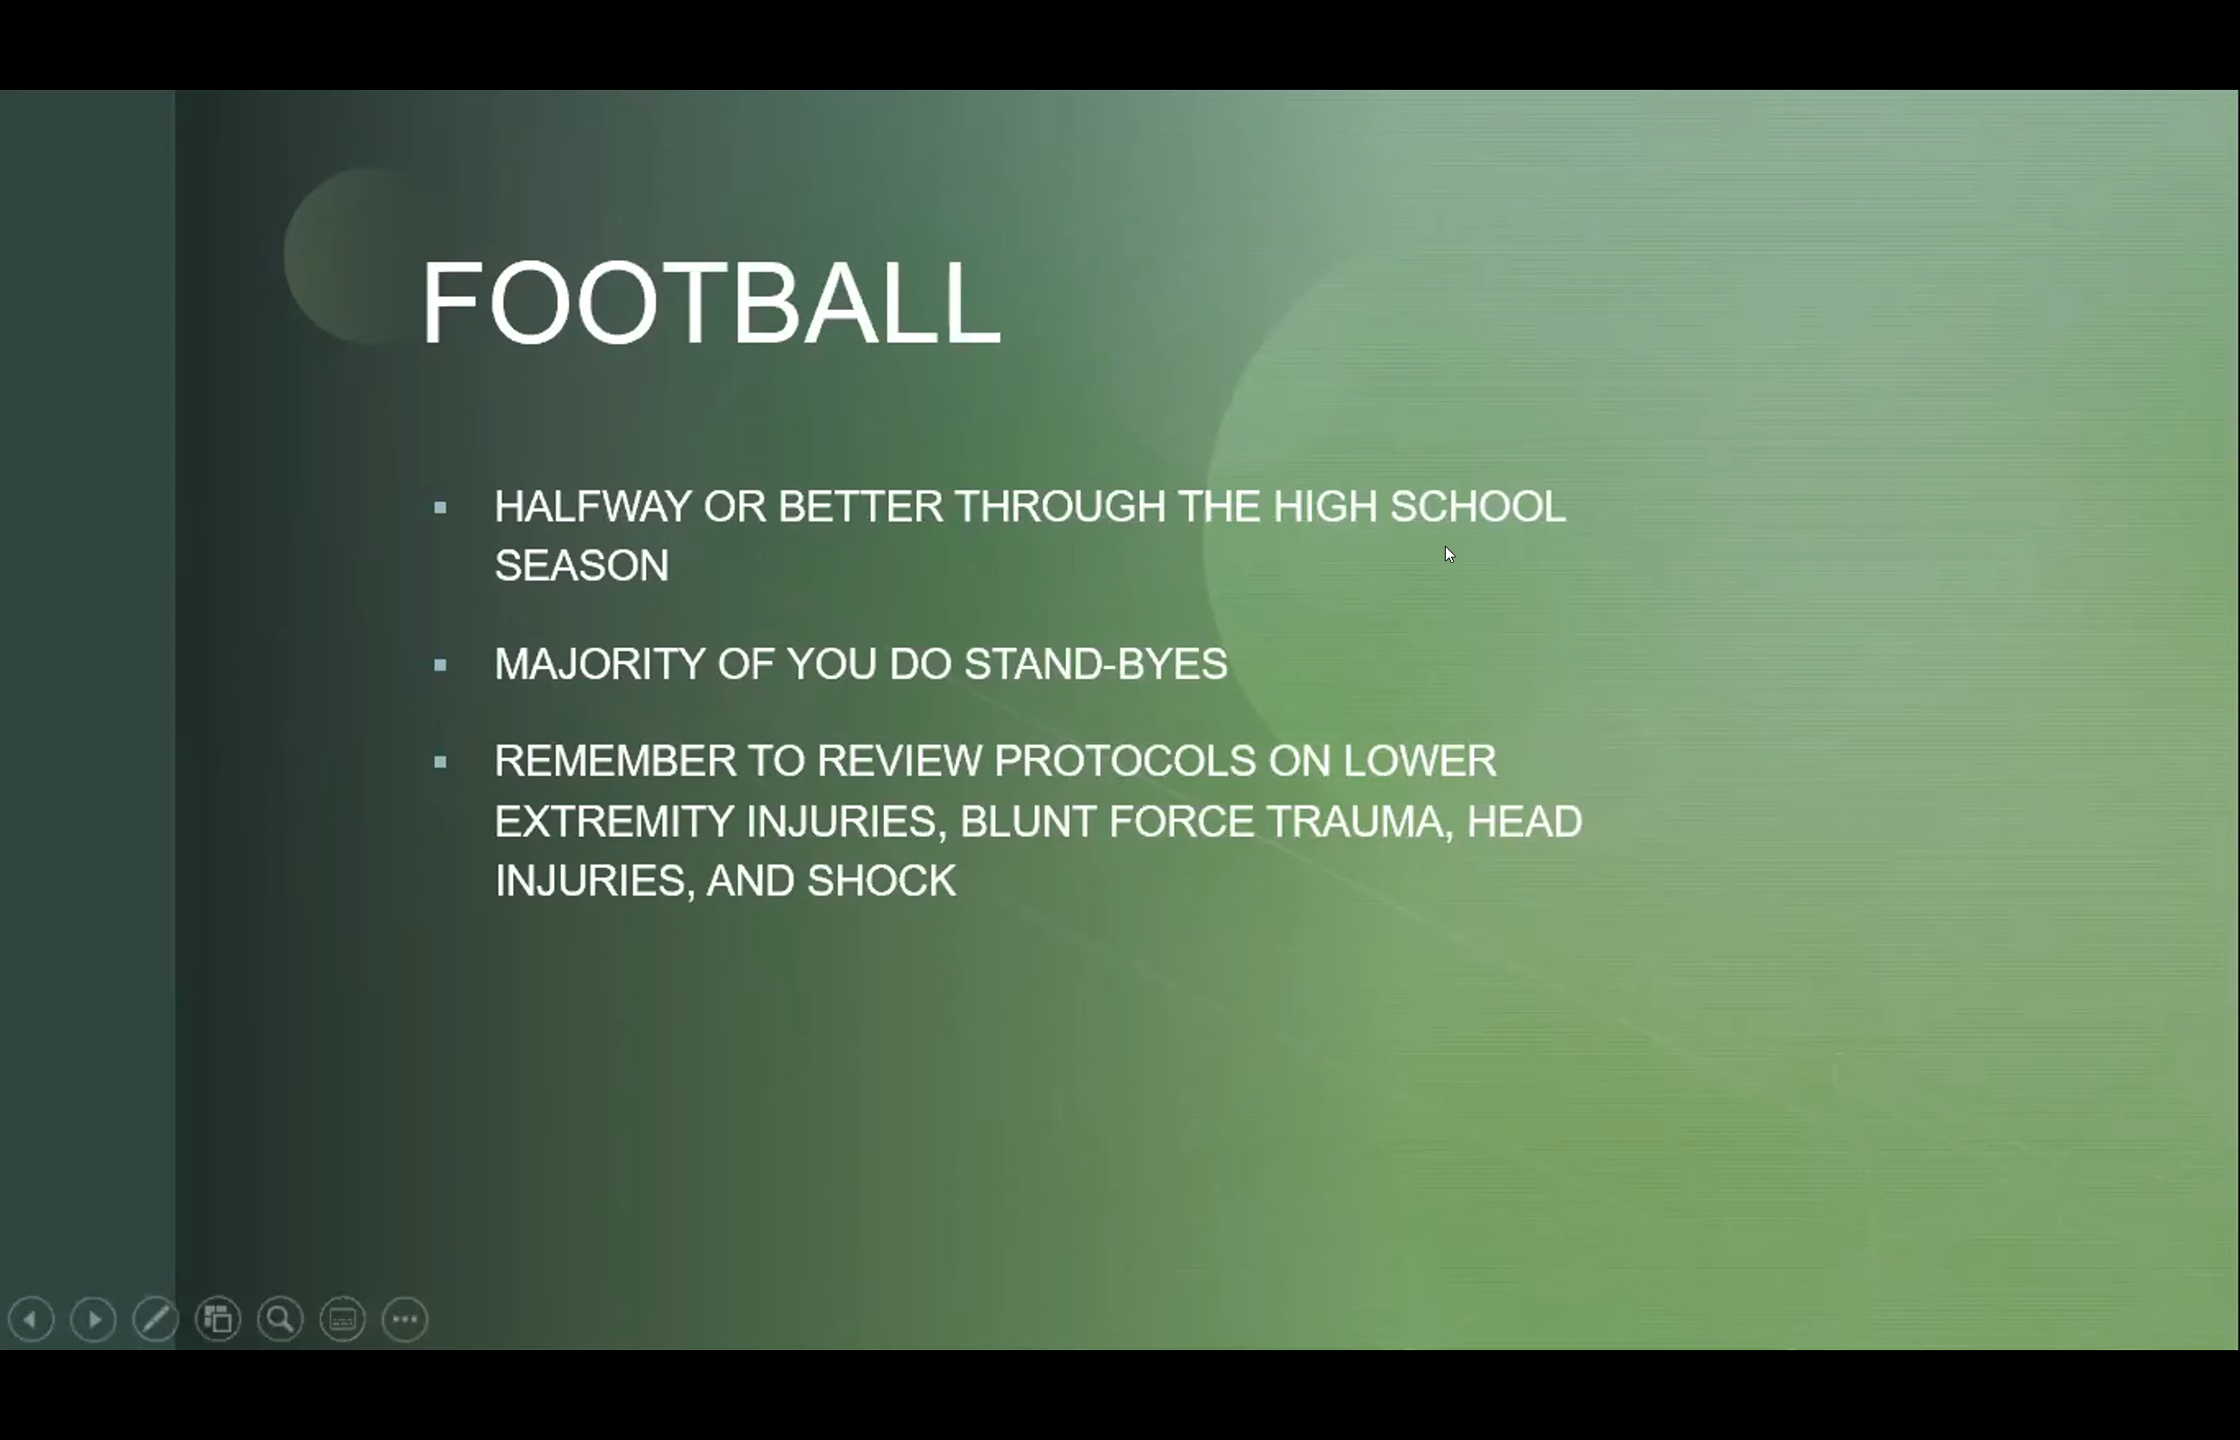 FOOTBALL
HALFWAY OR BETTER THROUGH THE HIGH SCHOOL
SEASON
MAJORITY OF YOU DO STAND-BYES
REMEMBER TO REVIEW PROTOCOLS ON LOWER
EXTREMITY INJURIES, BLUNT FORCE TRAUMA, HEAD
INJURIES, AND SHOCK